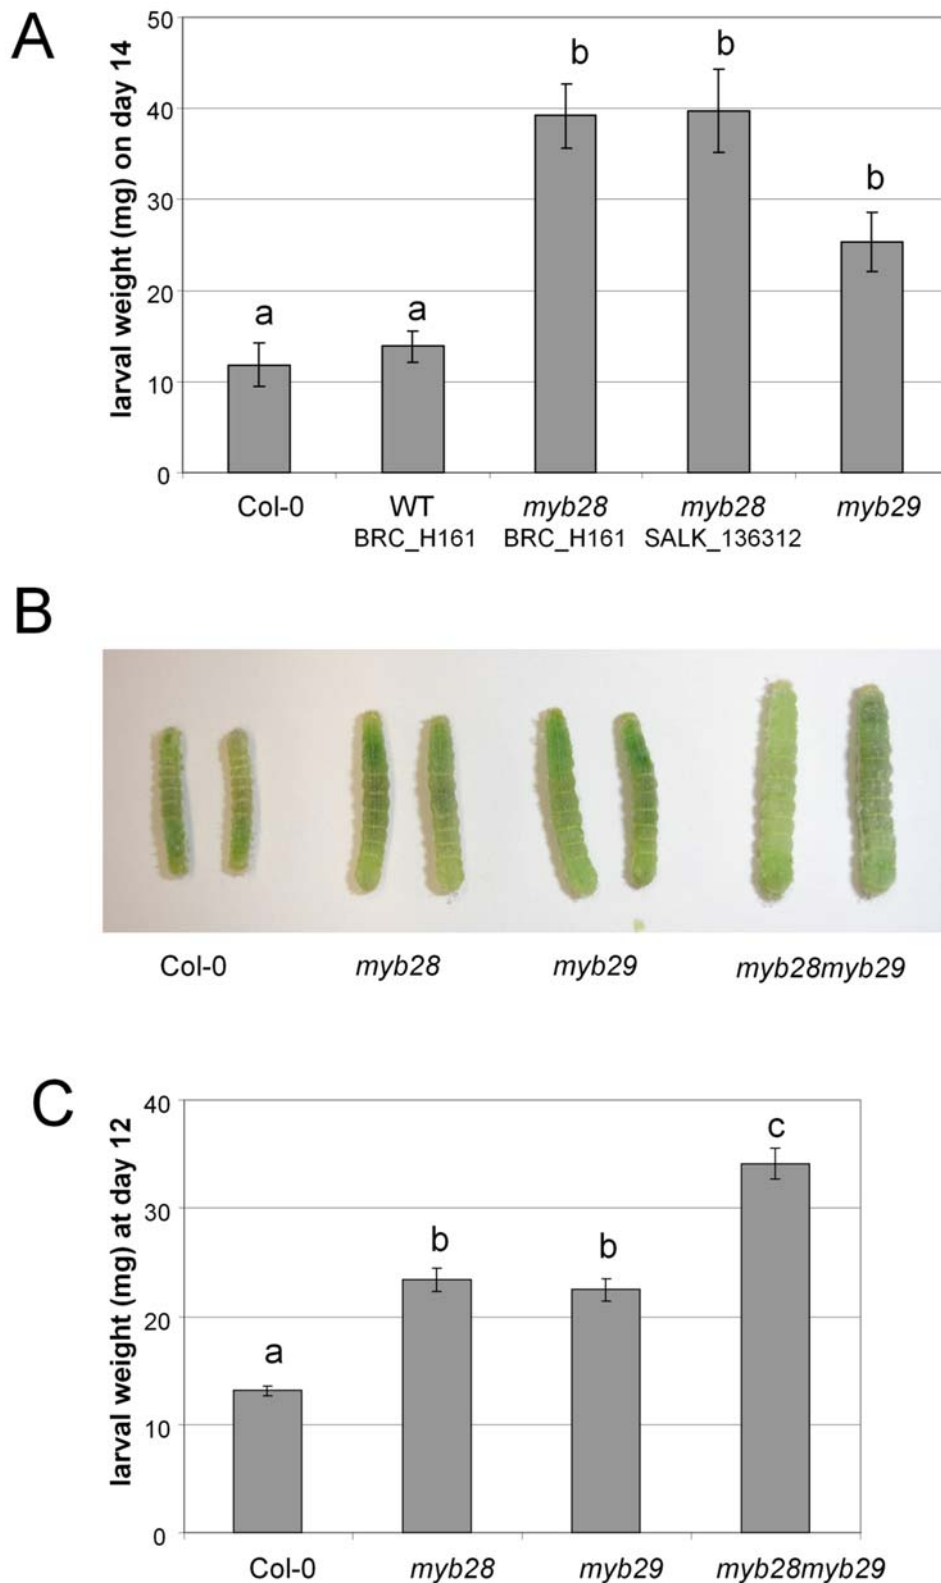 A
larval weight (mg) on day 14
50
40
30
20
10
0
a
a
b
b
b
Col-0
WT
BRC_H161
myb28
BRC_H161
myb28
SALK_136312
myb29
B
Col-0
myb28
myb29
myb28myb29
C
larval weight (mg) at day 12
40
30
20
10
0
a
b
b
c
Col-0
myb28
myb29
myb28myb29